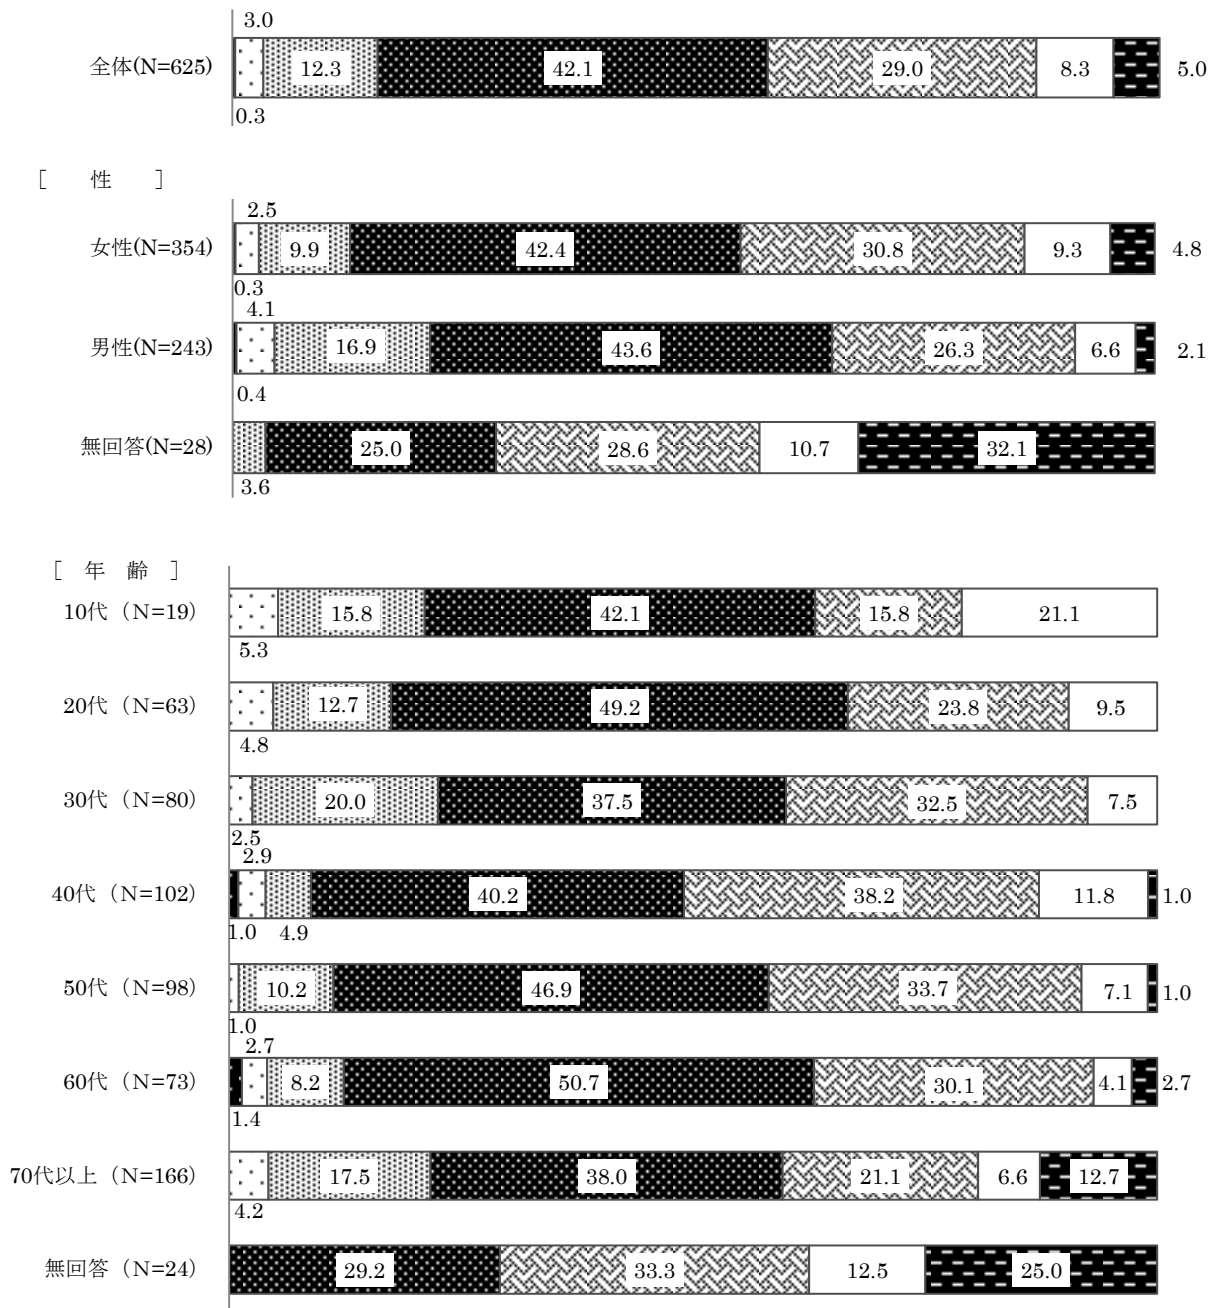 3.0
全体(N=625) 12.3 42.1 29.0 8.3 5.0
0.3
［　性　］
2.5
女性(N=354) 9.9 42.4 30.8 9.3 4.8
0.3
4.1
男性(N=243) 16.9 43.6 26.3 6.6 2.1
0.4
無回答(N=28) 25.0 28.6 10.7 32.1
3.6
［ 年 齢 ］
10代（N=19） 15.8 42.1 15.8 21.1
5.3
20代（N=63） 12.7 49.2 23.8 9.5
4.8
30代（N=80） 20.0 37.5 32.5 7.5
2.5
2.9
40代（N=102） 40.2 38.2 11.8 1.0
1.0 4.9
50代（N=98） 10.2 46.9 33.7 7.1 1.0
1.0
2.7
60代（N=73） 8.2 50.7 30.1 4.1 2.7
1.4
70代以上（N=166） 17.5 38.0 21.1 6.6 12.7
4.2
無回答（N=24） 29.2 33.3 12.5 25.0